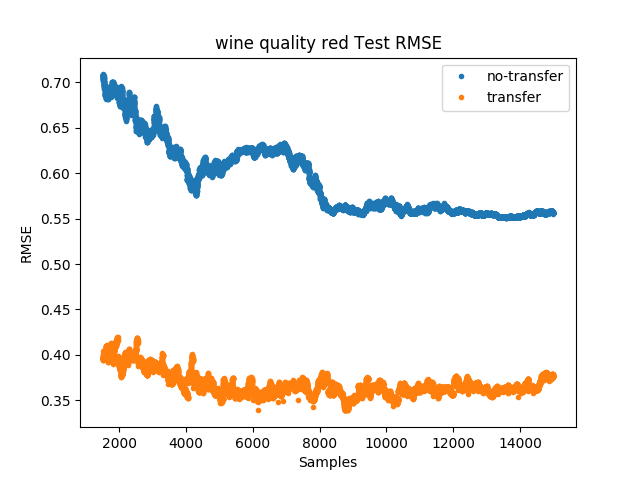 wine quality red Test RMSE
no-transfer
transfer
0.70
0.65
0.60
0.55
0.50
0.45
0.40
0.35
RMSE
2000 4000 6000 8000 10000 12000 14000
Samples